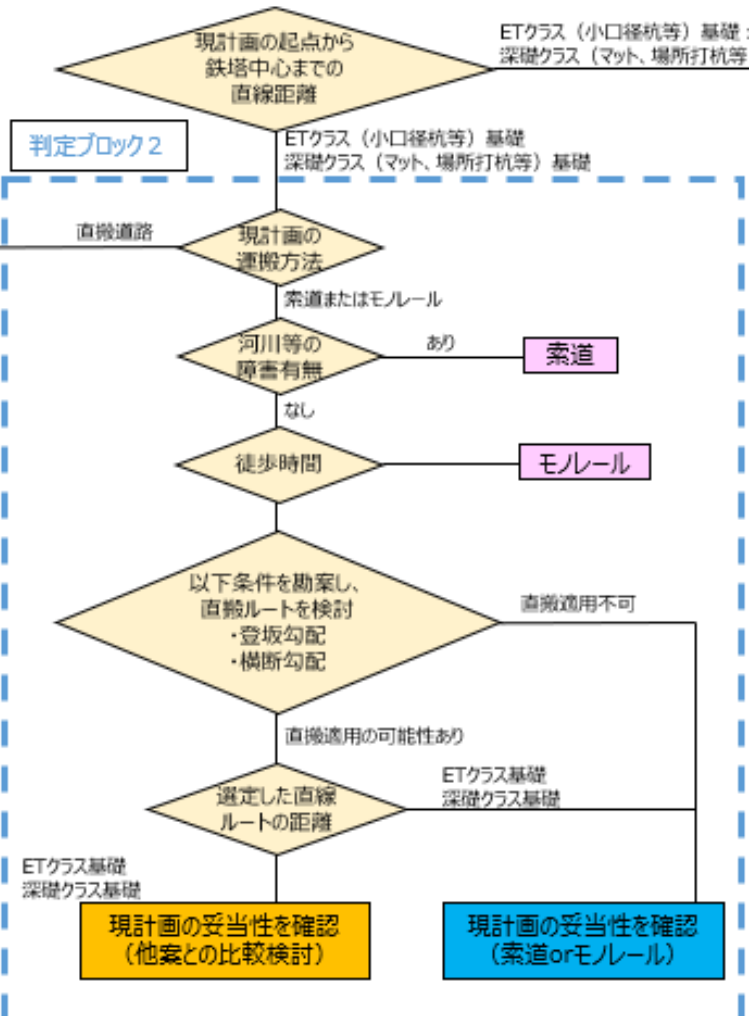 現計画の起点から
鉄塔中心までの
直線距離
ETクラス（小口径杭等）基礎：
深礎クラス（マット、場所打杭等
判定ブロック２
ETクラス（小口径杭等）基礎
深礎クラス（マット、場所打杭等）基礎
直搬道路
現計画の
運搬方法
索道またはモノレール
河川等の
障害有無
あり
索道
なし
徒歩時間
モノレール
以下条件を勘案し、
直搬ルートを検討
・登坂勾配
・横断勾配
直搬適用不可
直搬適用の可能性あり
選定した直線
ルートの距離
ETクラス基礎
深礎クラス基礎
ETクラス基礎
深礎クラス基礎
現計画の妥当性を確認
（他案との比較検討）
現計画の妥当性を確認
（索道orモノレール）